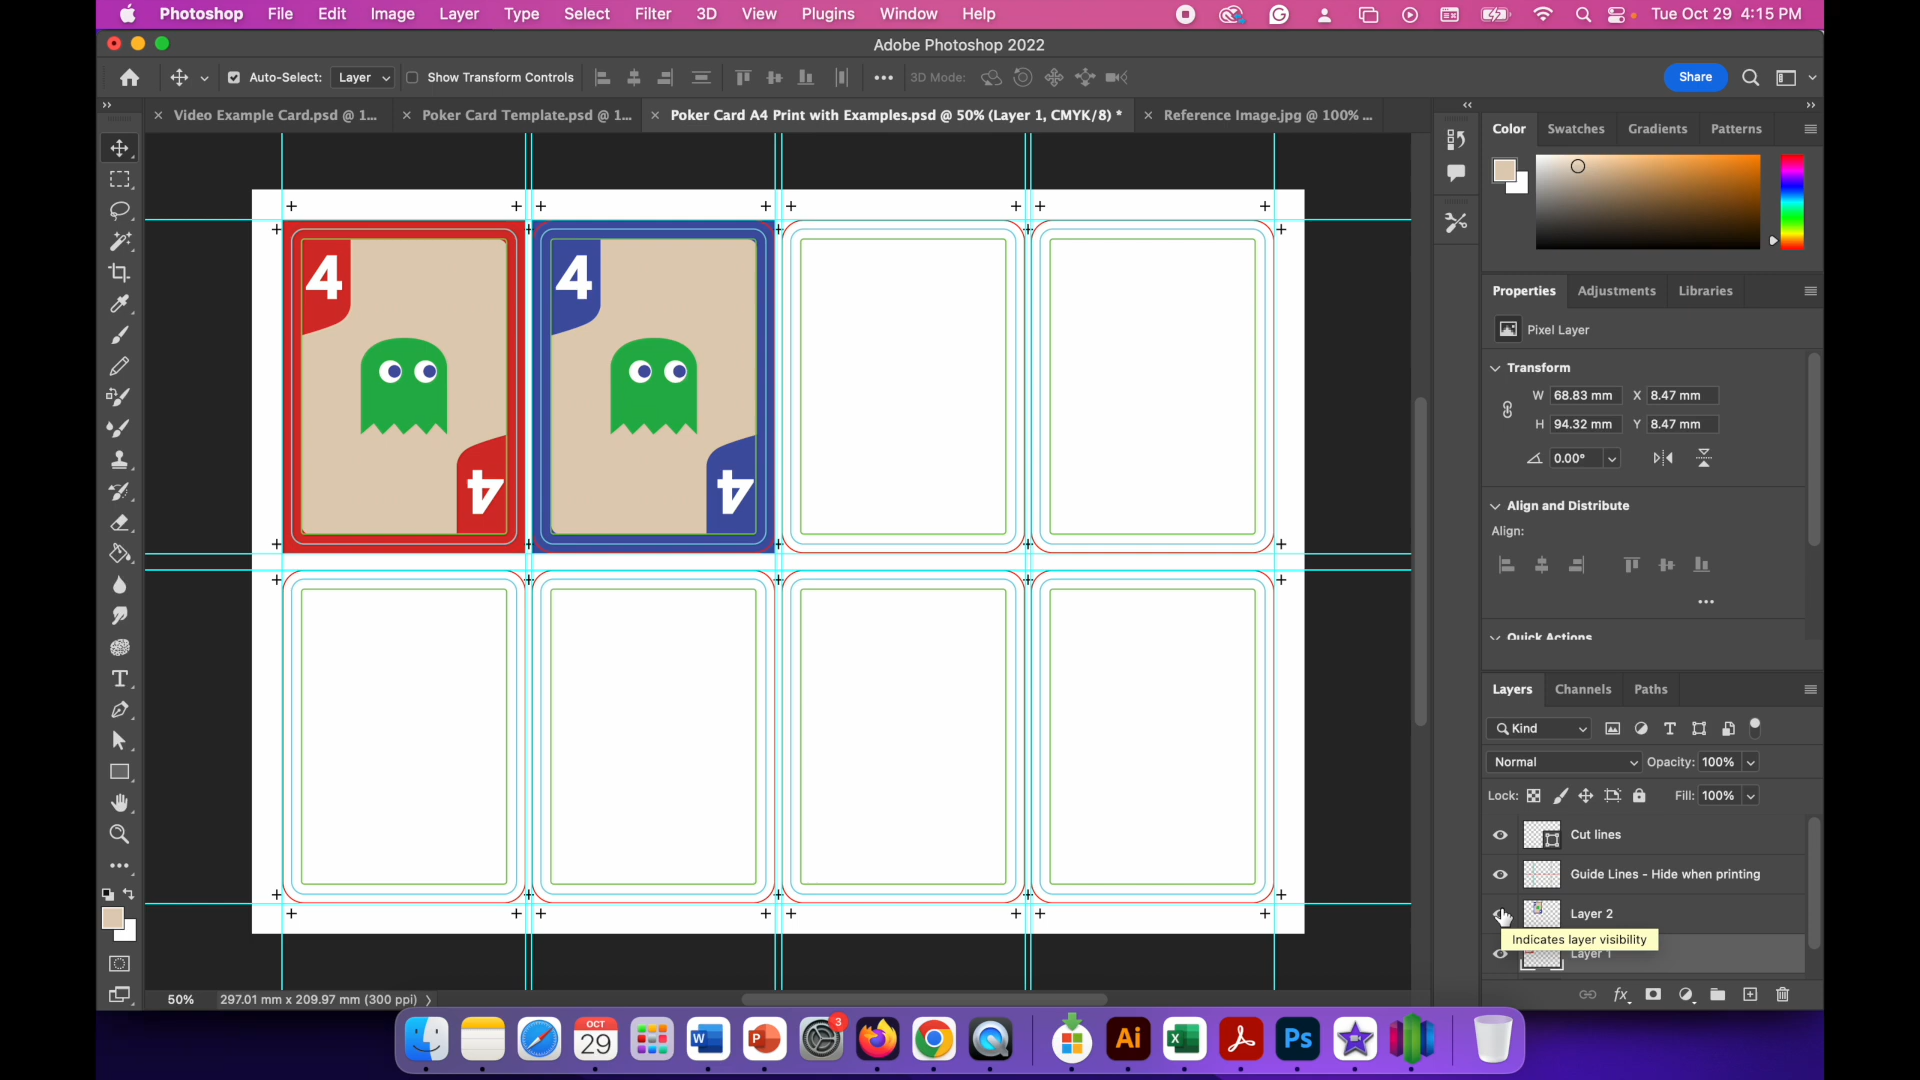 Photoshop File Edit Image Layer Type Select Filter 3D View Plugins Window Help Tue Oct 29 4:15 PM
Adobe Photoshop 2022
Auto-Select: Layer Show Transform Controls 3D Mode: Share
Video Example Card.psd @ 1... Poker Card Template.psd @ 1... Poker Card A4 Print with Examples.psd @ 50% (Layer 1, CMYK/8) * Reference Image.jpg @ 100% ...
Color Swatches Gradients Patterns
4
4
4
4
Properties Adjustments Libraries
Pixel Layer
Transform
W 68.83 mm X 8.47 mm
H 94.32 mm Y 8.47 mm
0.00°
Align and Distribute
Align:
Quick Actions
Layers Channels Paths
Kind
Normal Opacity: 100%
Lock: Fill: 100%
Cut lines
Guide Lines - Hide when printing
Layer 2
Indicates layer visibility
Layer 1
50% 297.01 mm x 209.97 mm (300 ppi)
OCT
29
W
P
3
Ai
X
Ps